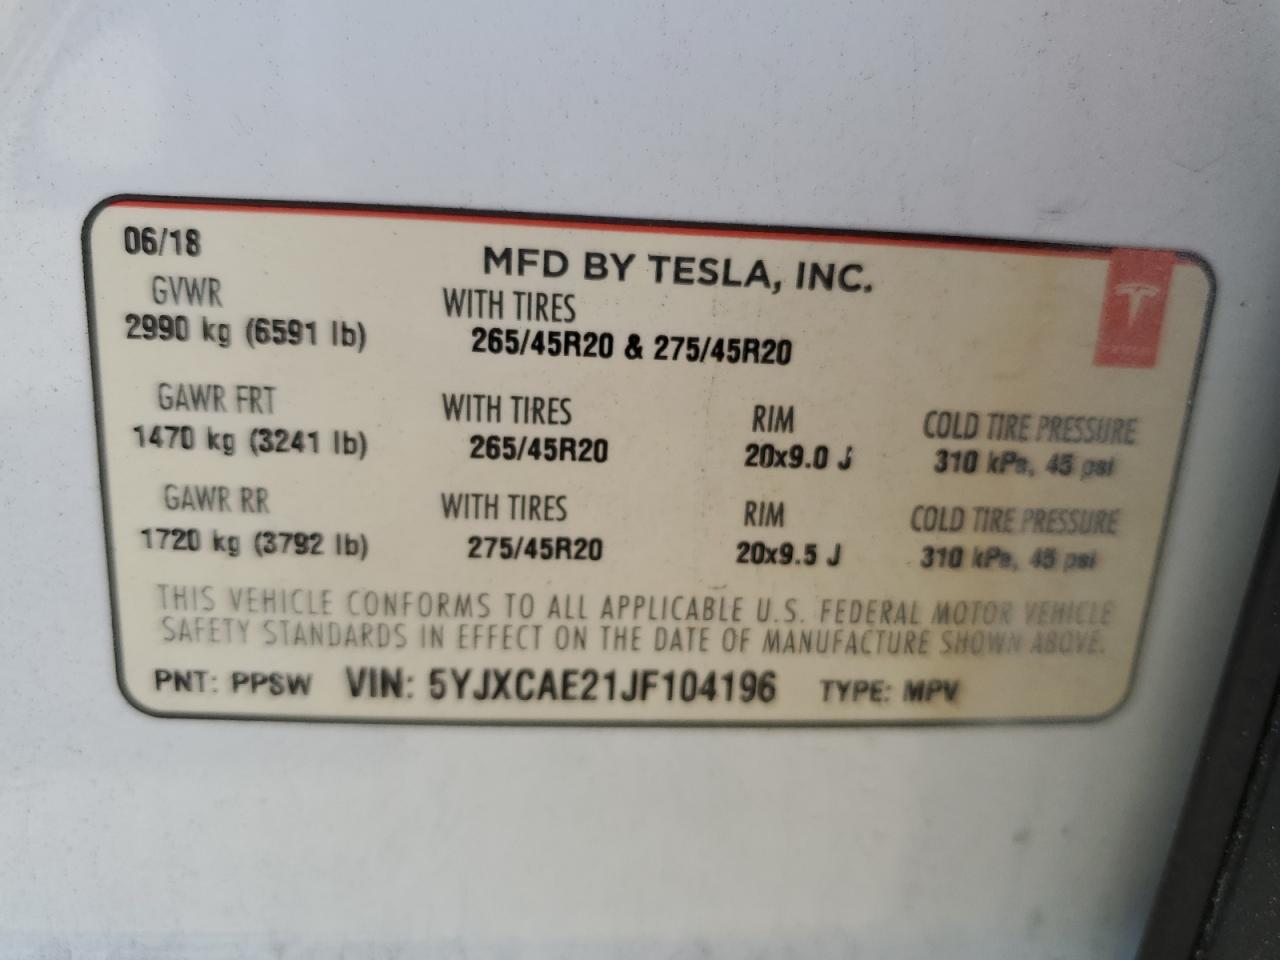 06/18
MFD BY TESLA, INC.
GVWR WITH TIRES
2990 kg (6591 lb) 265/45R20 & 275/45R20
GAWR FRT WITH TIRES RIM COLD TIRE PRESSURE
1470 kg (3241 lb) 265/45R20 20x9.0 J 310 kPa, 45 psi
GAWR RR WITH TIRES RIM COLD TIRE PRESSURE
1720 kg (3792 lb) 275/45R20 20x9.5 J 310 kPa, 45 psi
THIS VEHICLE CONFORMS TO ALL APPLICABLE U.S. FEDERAL MOTOR VEHICLE
SAFETY STANDARDS IN EFFECT ON THE DATE OF MANUFACTURE SHOWN ABOVE.
PNT: PPSW VIN: 5YJXCAE21JF104196 TYPE: MPV